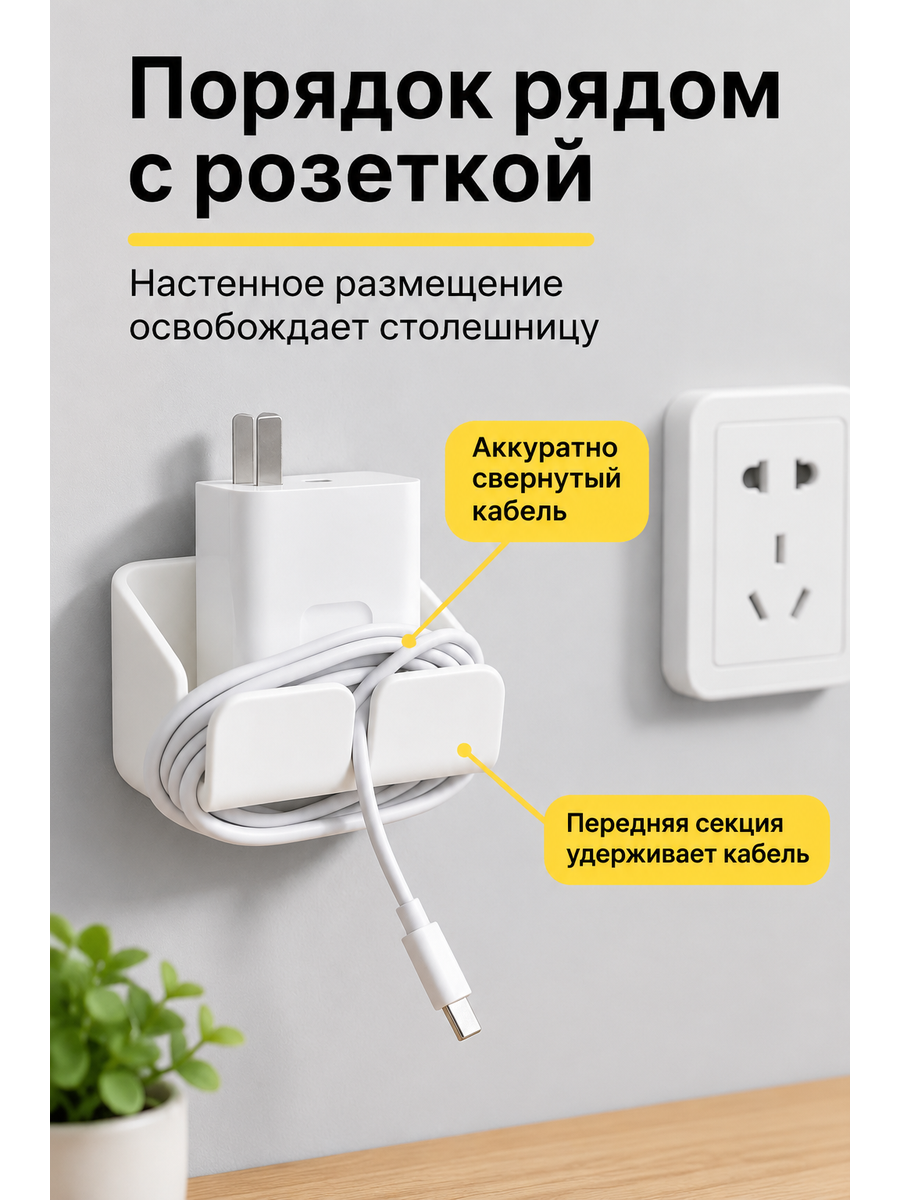 Порядок рядом
с розеткой
Настенное размещение
освобождает столешницу
Аккуратно
свернутый
кабель
Передняя секция
удерживает кабель